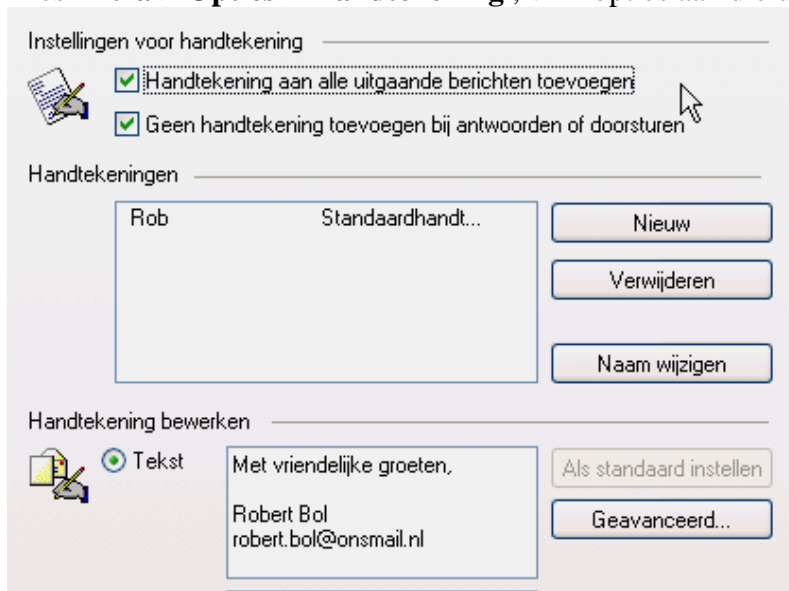 Instellingen voor handtekening
Handtekening aan alle uitgaande berichten toevoegen
Geen handtekening toevoegen bij antwoorden of doorsturen
Handtekeningen
Rob Standaardhandt... Nieuw
Verwijderen
Naam wijzigen
Handtekening bewerken
Tekst Met vriendelijke groeten, Als standaard instellen
Robert Bol Geavanceerd...
robert.bol@onsmail.nl